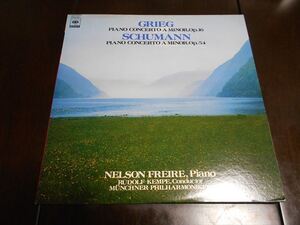 GRIEG
PIANO CONCERTO A MINOR, Op.16
SCHUMANN
PIANO CONCERTO A MINOR, Op.54
NELSON FREIRE, Piano
RUDOLF KEMPE, Conductor
MÜNCHNER PHILHARMONIKER